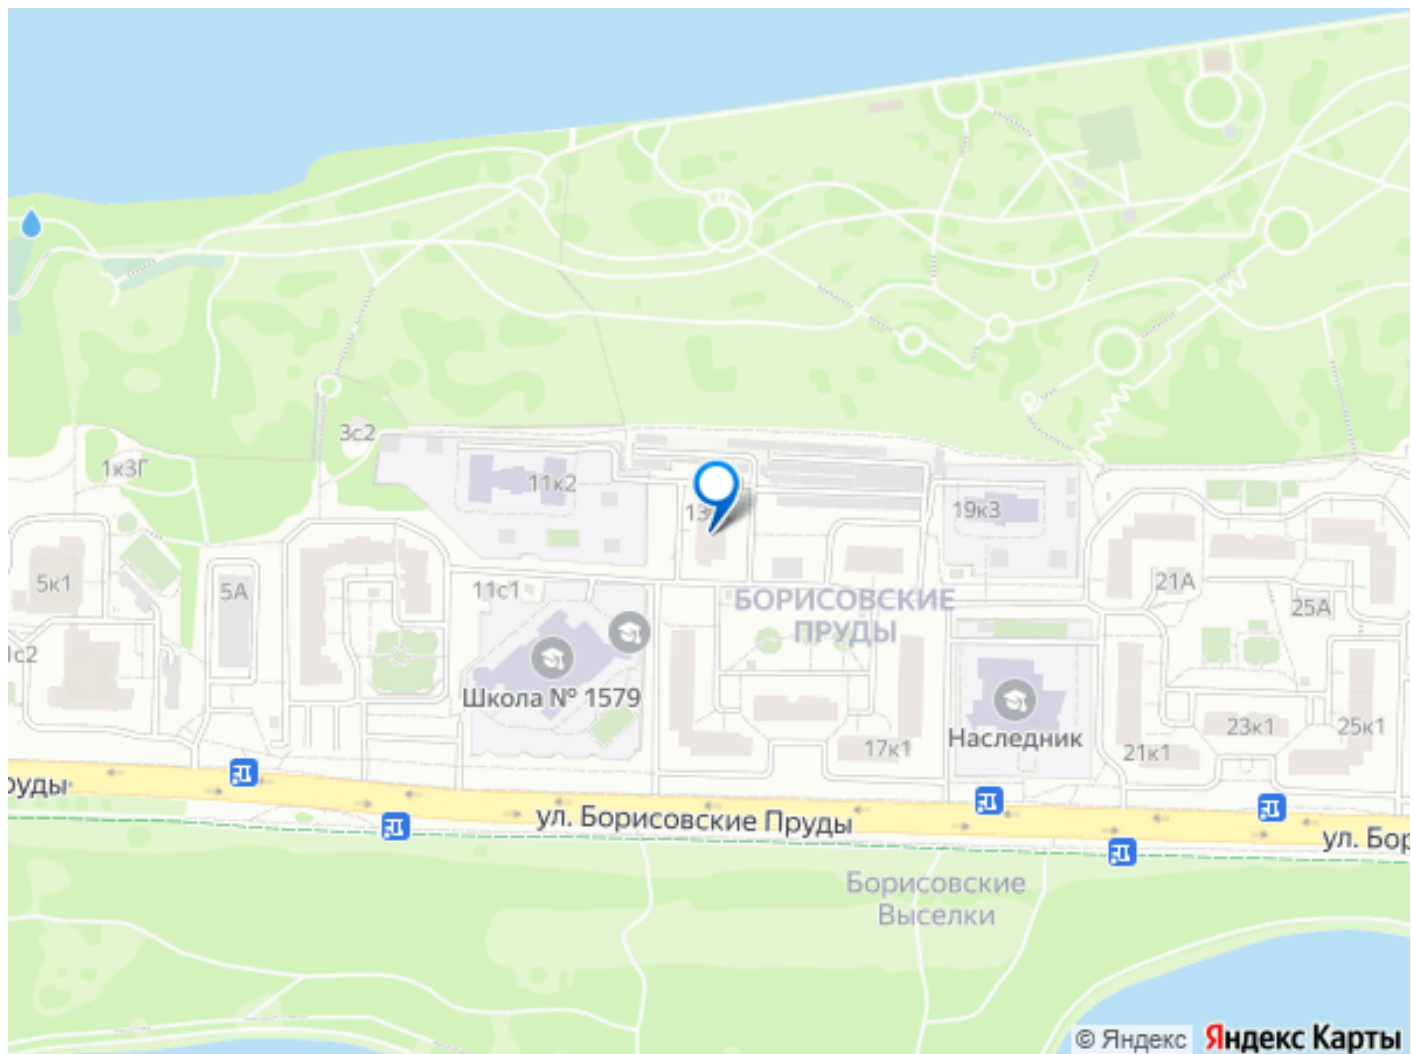 3с2
1к3Г
11к2
19к3
5к1
5А
11с1
21А
25А
БОРИСОВСКИЕ
ПРУДЫ
Школа № 1579
17к1
Наследник
21к1
23к1
25к1
ул. Борисовские Пруды
Борисовские
Выселки
© Яндекс
Яндекс Карты